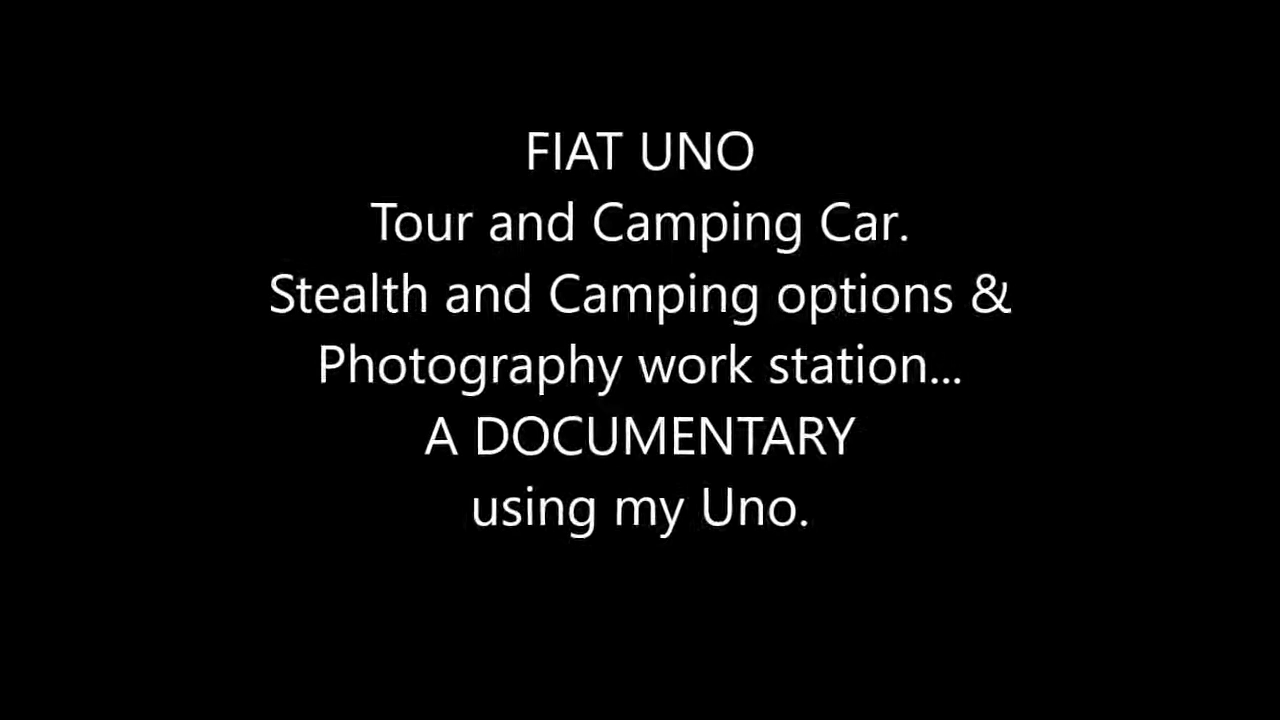 FIAT UNO
Tour and Camping Car.
Stealth and Camping options &
Photography work station...
A DOCUMENTARY
using my Uno.